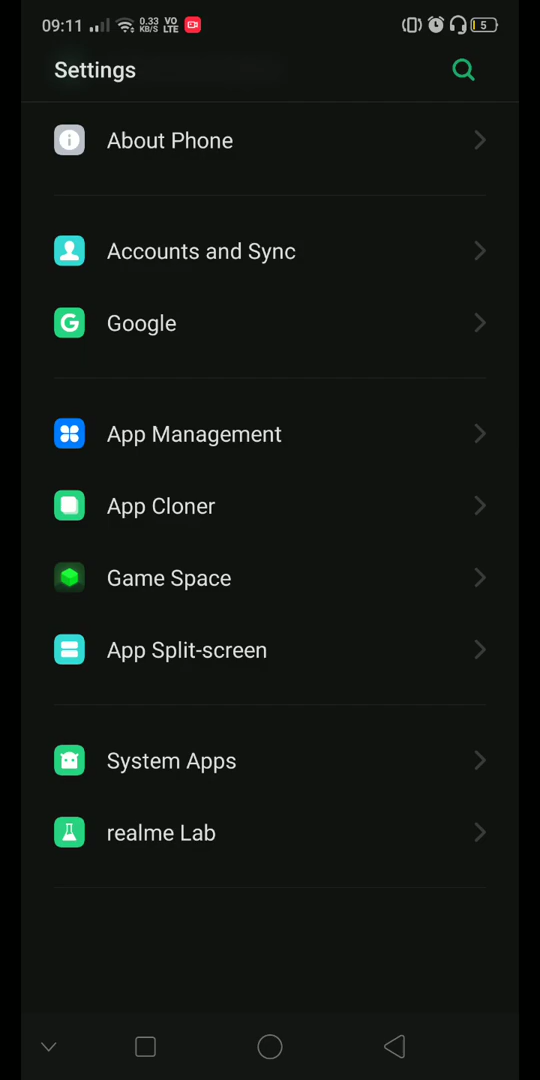 09:11 0.33 KB/S VO LTE 5
Settings
About Phone
Accounts and Sync
G Google
App Management
App Cloner
Game Space
App Split-screen
System Apps
realme Lab